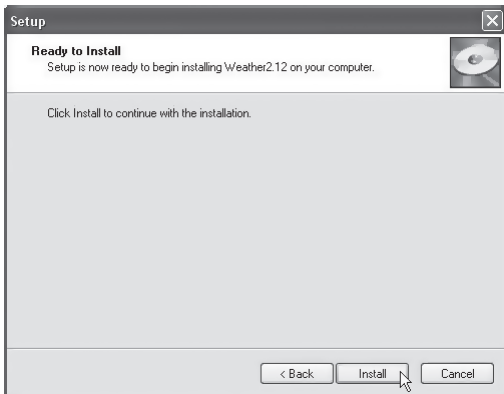 Setup
Ready to Install
Setup is now ready to begin installing Weather2.12 on your computer.
Click Install to continue with the installation.
< Back Install Cancel